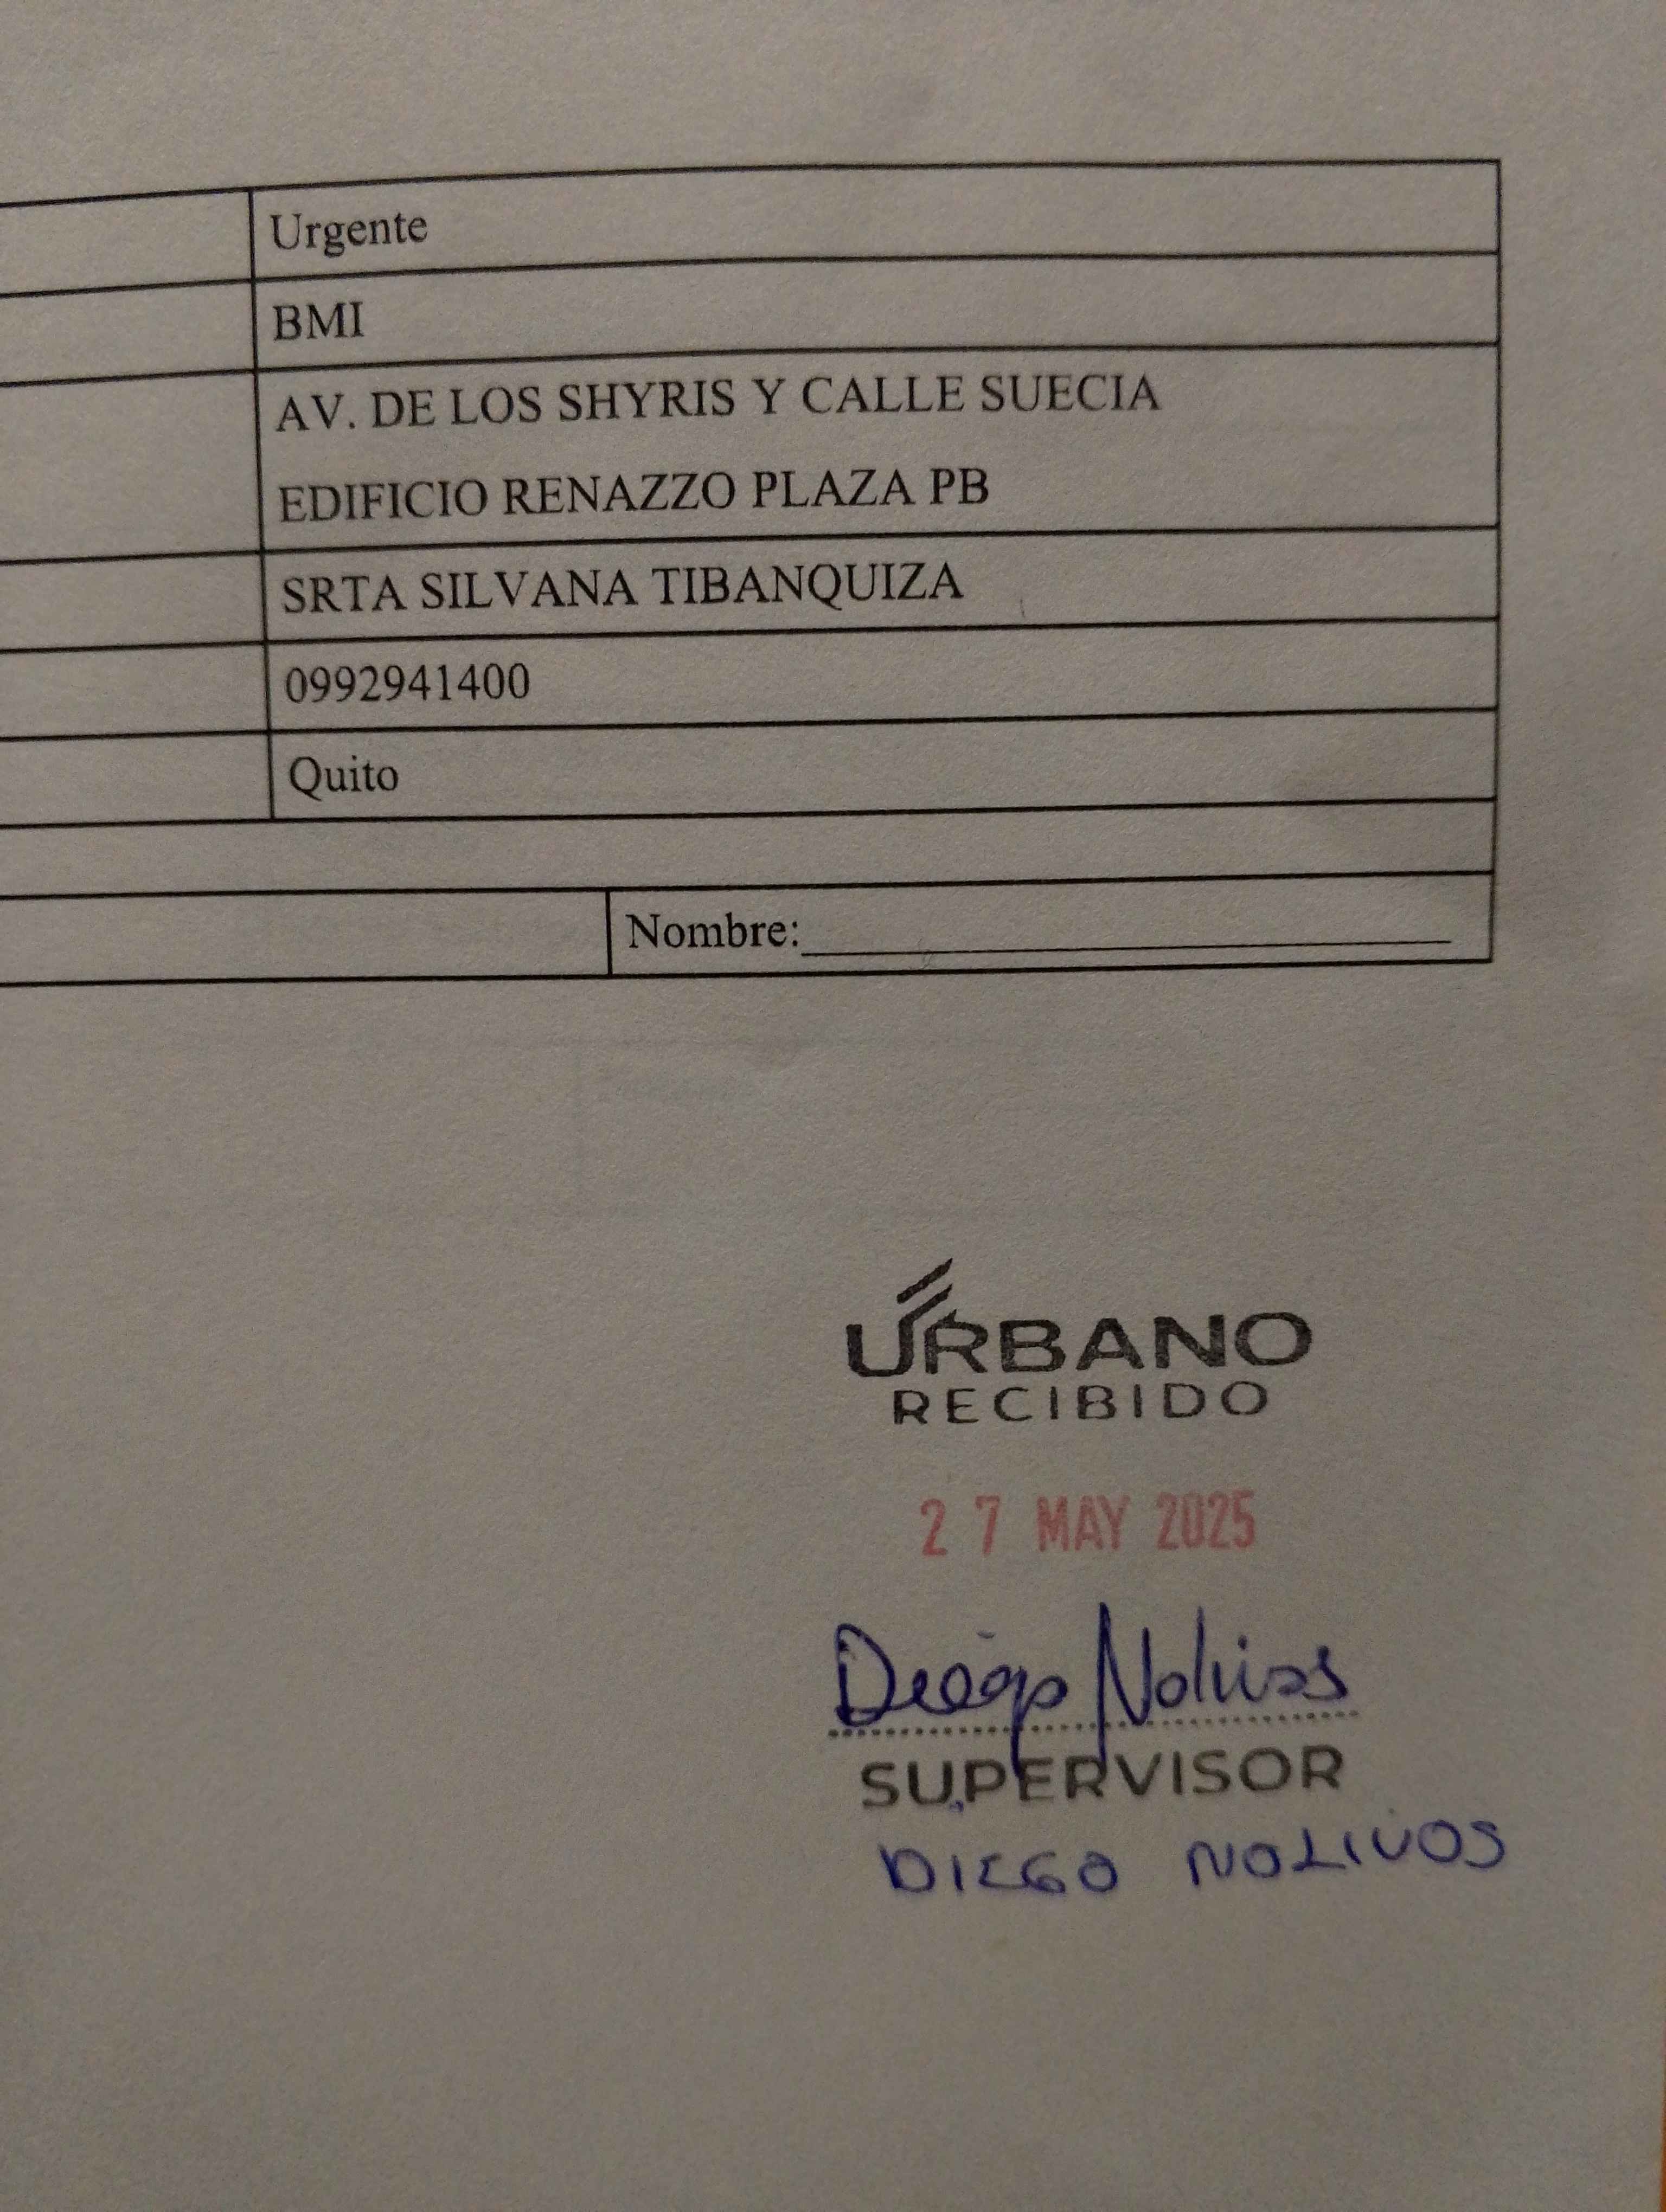 Urgente
BMI
AV. DE LOS SHYRIS Y CALLE SUECIA
EDIFICIO RENAZZO PLAZA PB
SRTA SILVANA TIBANQUIZA
0992941400
Quito
Nombre:
URBANO
RECIBIDO
27 MAY 2025
Diego Nolivos
SUPERVISOR
DIEGO NOLIVOS